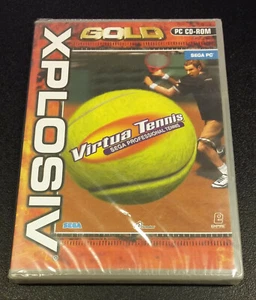 GOLD
PC CD-ROM
XPLOSIV
SEGA PC
Virtua Tennis
SEGA PROFESSIONAL TENNIS
SEGA